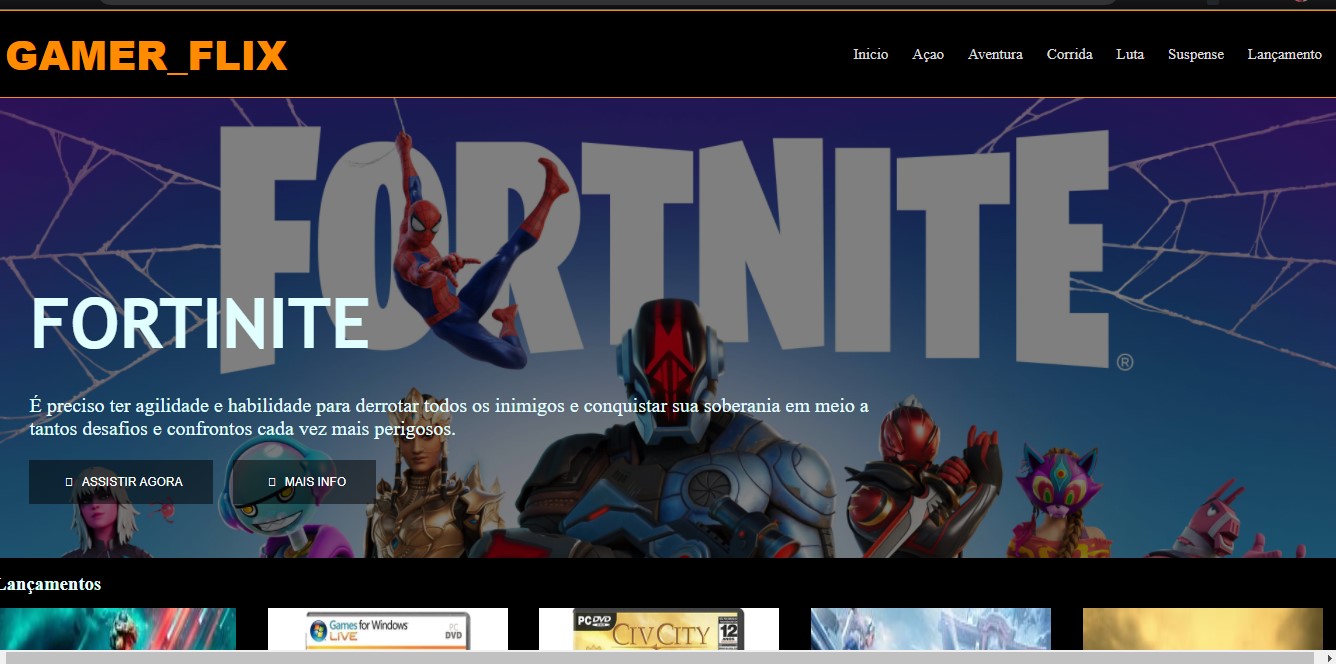 GAMER_FLIX
Inicio Açao Aventura Corrida Luta Suspense Lançamento
FORTNITE®
FORTINITE
É preciso ter agilidade e habilidade para derrotar todos os inimigos e conquistar sua soberania em meio a
tantos desafios e confrontos cada vez mais perigosos.
ASSISTIR AGORA MAIS INFO
Lançamentos
Games for Windows
LIVE
PC
DVD
PC DVD
CIVCITY
12